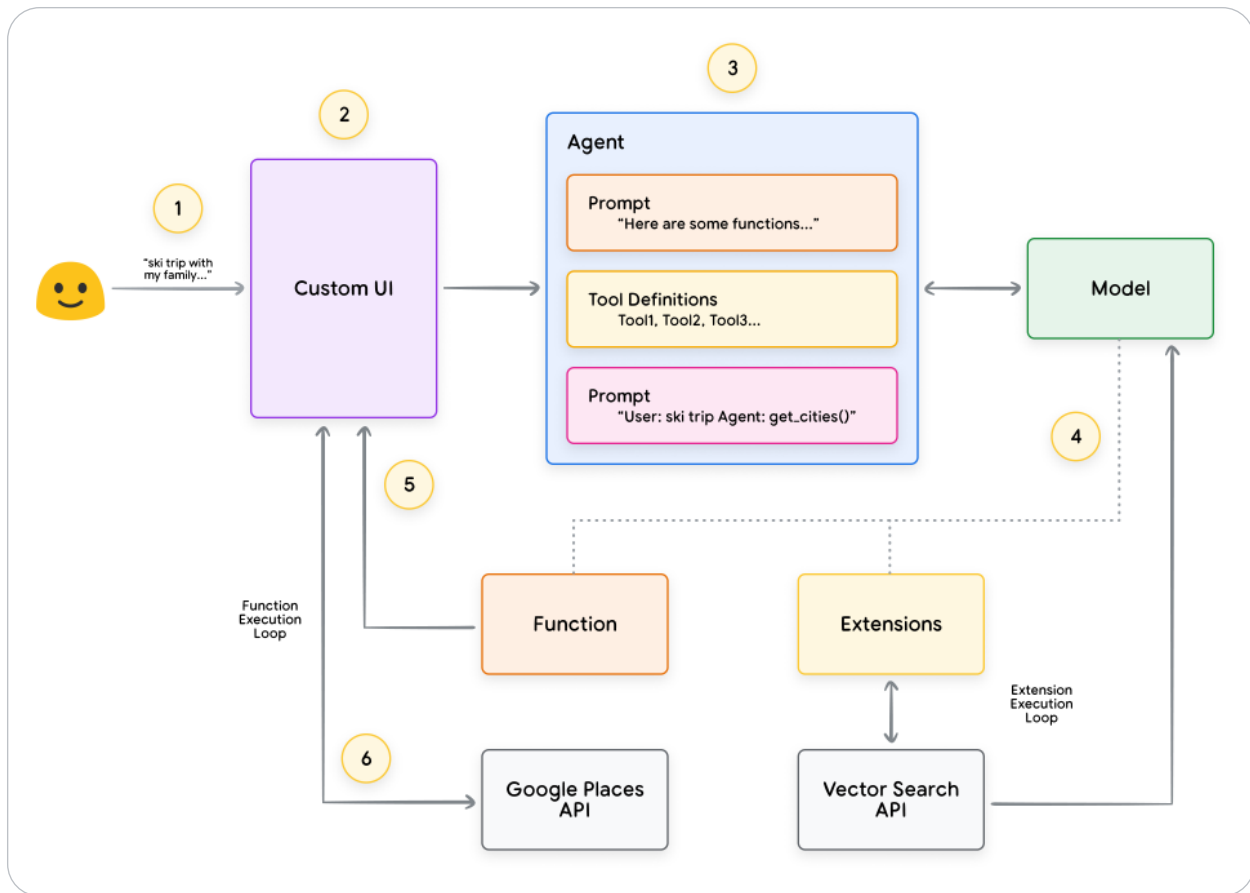 3
2
Agent
1
Prompt
“Here are some functions...”
“ski trip with
my family...”
Custom UI
Tool Definitions
Tool1, Tool2, Tool3...
Model
Prompt
“User: ski trip Agent: get_cities()”
4
5
Function
Execution
Loop
Function
Extensions
Extension
Execution
Loop
6
Google Places
API
Vector Search
API